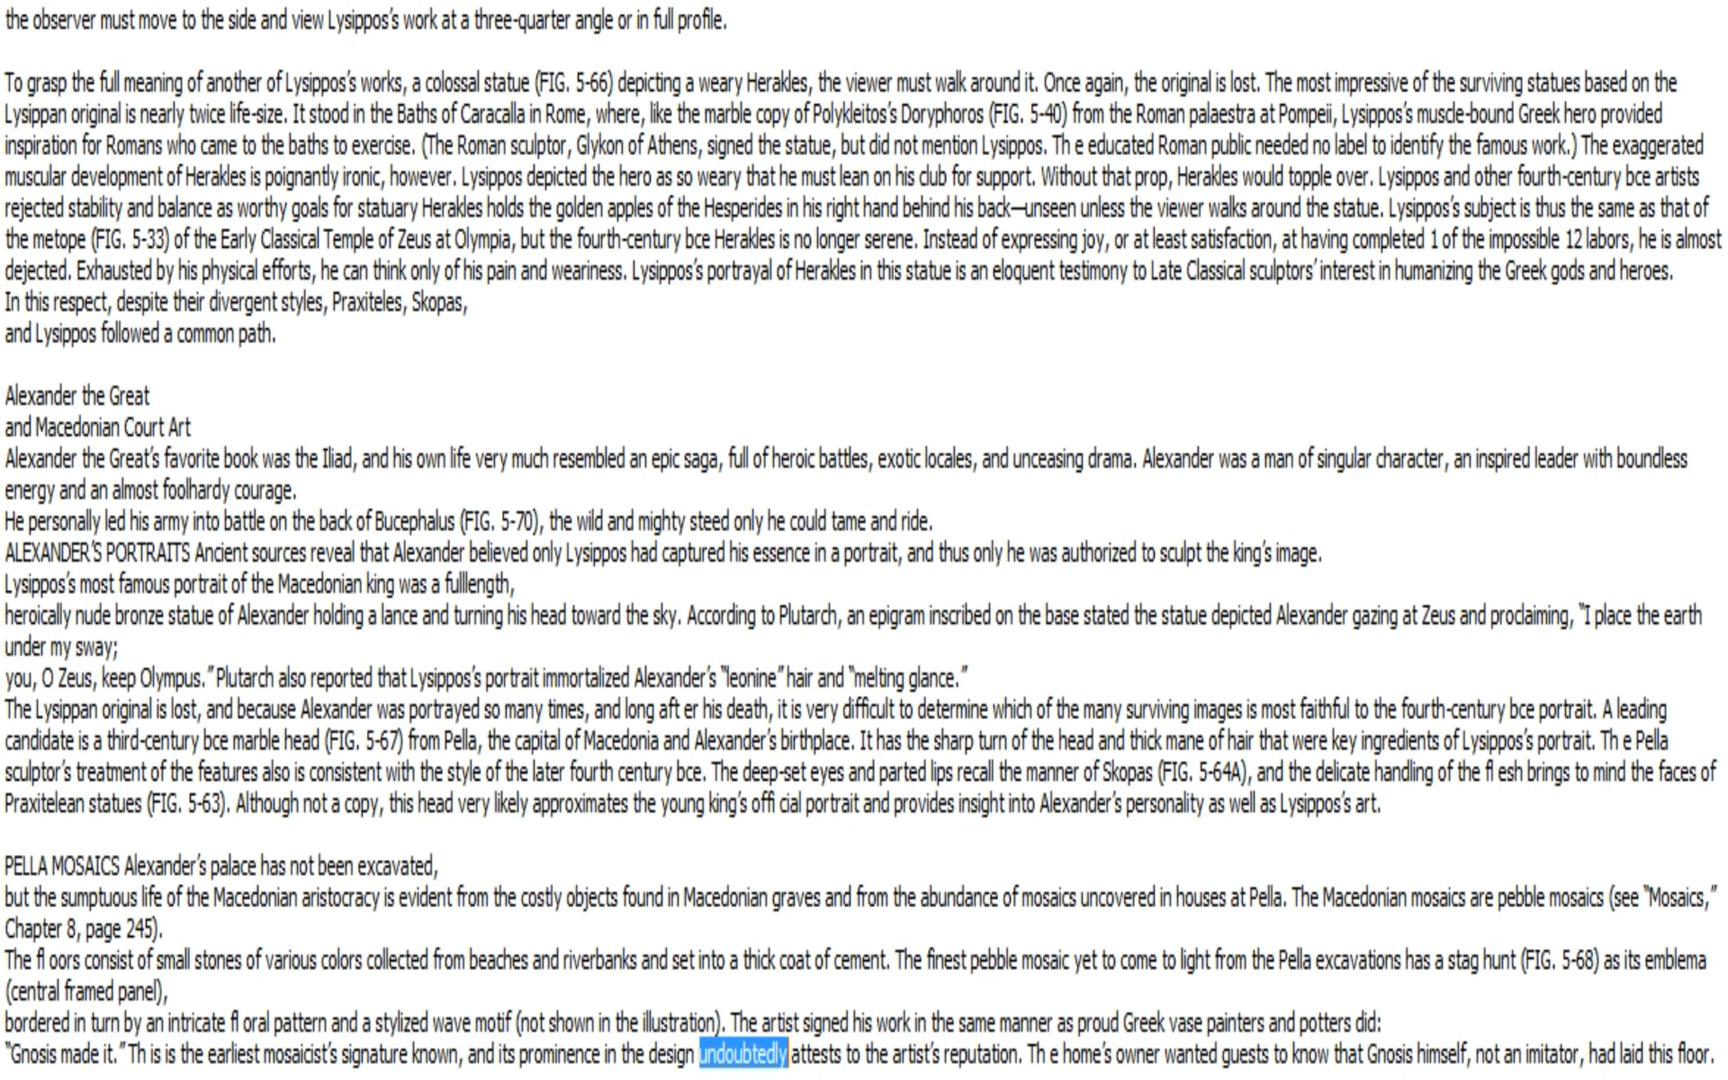 the observer must move to the side and view Lysippos’s work at a three-quarter angle or in full profile.
To grasp the full meaning of another of Lysippos’s works, a colossal statue (FIG. 5-66) depicting a weary Herakles, the viewer must walk around it. Once again, the original is lost. The most impressive of the surviving statues based on the
Lysippan original is nearly twice life-size. It stood in the Baths of Caracalla in Rome, where, like the marble copy of Polykleitos’s Doryphoros (FIG. 5-40) from the Roman palaestra at Pompeii, Lysippos’s muscle-bound Greek hero provided
inspiration for Romans who came to the baths to exercise. (The Roman sculptor, Glykon of Athens, signed the statue, but did not mention Lysippos. Th e educated Roman public needed no label to identify the famous work.) The exaggerated
muscular development of Herakles is poignantly ironic, however. Lysippos depicted the hero as so weary that he must lean on his club for support. Without that prop, Herakles would topple over. Lysippos and other fourth-century bce artists
rejected stability and balance as worthy goals for statuary Herakles holds the golden apples of the Hesperides in his right hand behind his back—unseen unless the viewer walks around the statue. Lysippos’s subject is thus the same as that of
the metope (FIG. 5-33) of the Early Classical Temple of Zeus at Olympia, but the fourth-century bce Herakles is no longer serene. Instead of expressing joy, or at least satisfaction, at having completed 1 of the impossible 12 labors, he is almost
dejected. Exhausted by his physical efforts, he can think only of his pain and weariness. Lysippos’s portrayal of Herakles in this statue is an eloquent testimony to Late Classical sculptors’ interest in humanizing the Greek gods and heroes.
In this respect, despite their divergent styles, Praxiteles, Skopas,
and Lysippos followed a common path.
Alexander the Great
and Macedonian Court Art
Alexander the Great’s favorite book was the Iliad, and his own life very much resembled an epic saga, full of heroic battles, exotic locales, and unceasing drama. Alexander was a man of singular character, an inspired leader with boundless
energy and an almost foolhardy courage.
He personally led his army into battle on the back of Bucephalus (FIG. 5-70), the wild and mighty steed only he could tame and ride.
ALEXANDER’S PORTRAITS Ancient sources reveal that Alexander believed only Lysippos had captured his essence in a portrait, and thus only he was authorized to sculpt the king’s image.
Lysippos’s most famous portrait of the Macedonian king was a fulllength,
heroically nude bronze statue of Alexander holding a lance and turning his head toward the sky. According to Plutarch, an epigram inscribed on the base stated the statue depicted Alexander gazing at Zeus and proclaiming, “I place the earth
under my sway;
you, O Zeus, keep Olympus.” Plutarch also reported that Lysippos’s portrait immortalized Alexander’s “leonine” hair and “melting glance.”
The Lysippan original is lost, and because Alexander was portrayed so many times, and long aft er his death, it is very difficult to determine which of the many surviving images is most faithful to the fourth-century bce portrait. A leading
candidate is a third-century bce marble head (FIG. 5-67) from Pella, the capital of Macedonia and Alexander’s birthplace. It has the sharp turn of the head and thick mane of hair that were key ingredients of Lysippos’s portrait. Th e Pella
sculptor’s treatment of the features also is consistent with the style of the later fourth century bce. The deep-set eyes and parted lips recall the manner of Skopas (FIG. 5-64A), and the delicate handling of the fl esh brings to mind the faces of
Praxitelean statues (FIG. 5-63). Although not a copy, this head very likely approximates the young king’s offi cial portrait and provides insight into Alexander’s personality as well as Lysippos’s art.
PELLA MOSAICS Alexander’s palace has not been excavated,
but the sumptuous life of the Macedonian aristocracy is evident from the costly objects found in Macedonian graves and from the abundance of mosaics uncovered in houses at Pella. The Macedonian mosaics are pebble mosaics (see “Mosaics,”
Chapter 8, page 245).
The fl oors consist of small stones of various colors collected from beaches and riverbanks and set into a thick coat of cement. The finest pebble mosaic yet to come to light from the Pella excavations has a stag hunt (FIG. 5-68) as its emblema
(central framed panel),
bordered in turn by an intricate fl oral pattern and a stylized wave motif (not shown in the illustration). The artist signed his work in the same manner as proud Greek vase painters and potters did:
“Gnosis made it.” Th is is the earliest mosaicist’s signature known, and its prominence in the design undoubtedly attests to the artist’s reputation. Th e home’s owner wanted guests to know that Gnosis himself, not an imitator, had laid this floor.